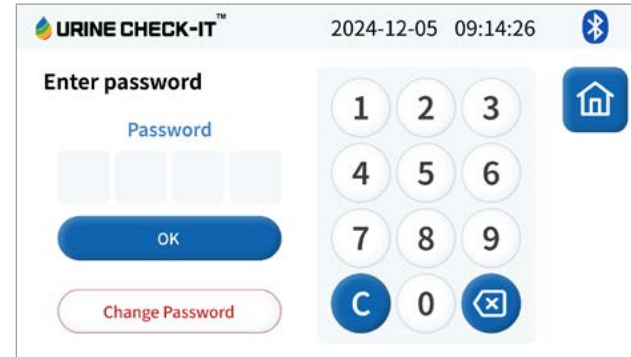 URINE CHECK-IT™ 2024-12-05 09:14:26
Enter password
Password
OK
Change Password
1 2 3
4 5 6
7 8 9
C 0